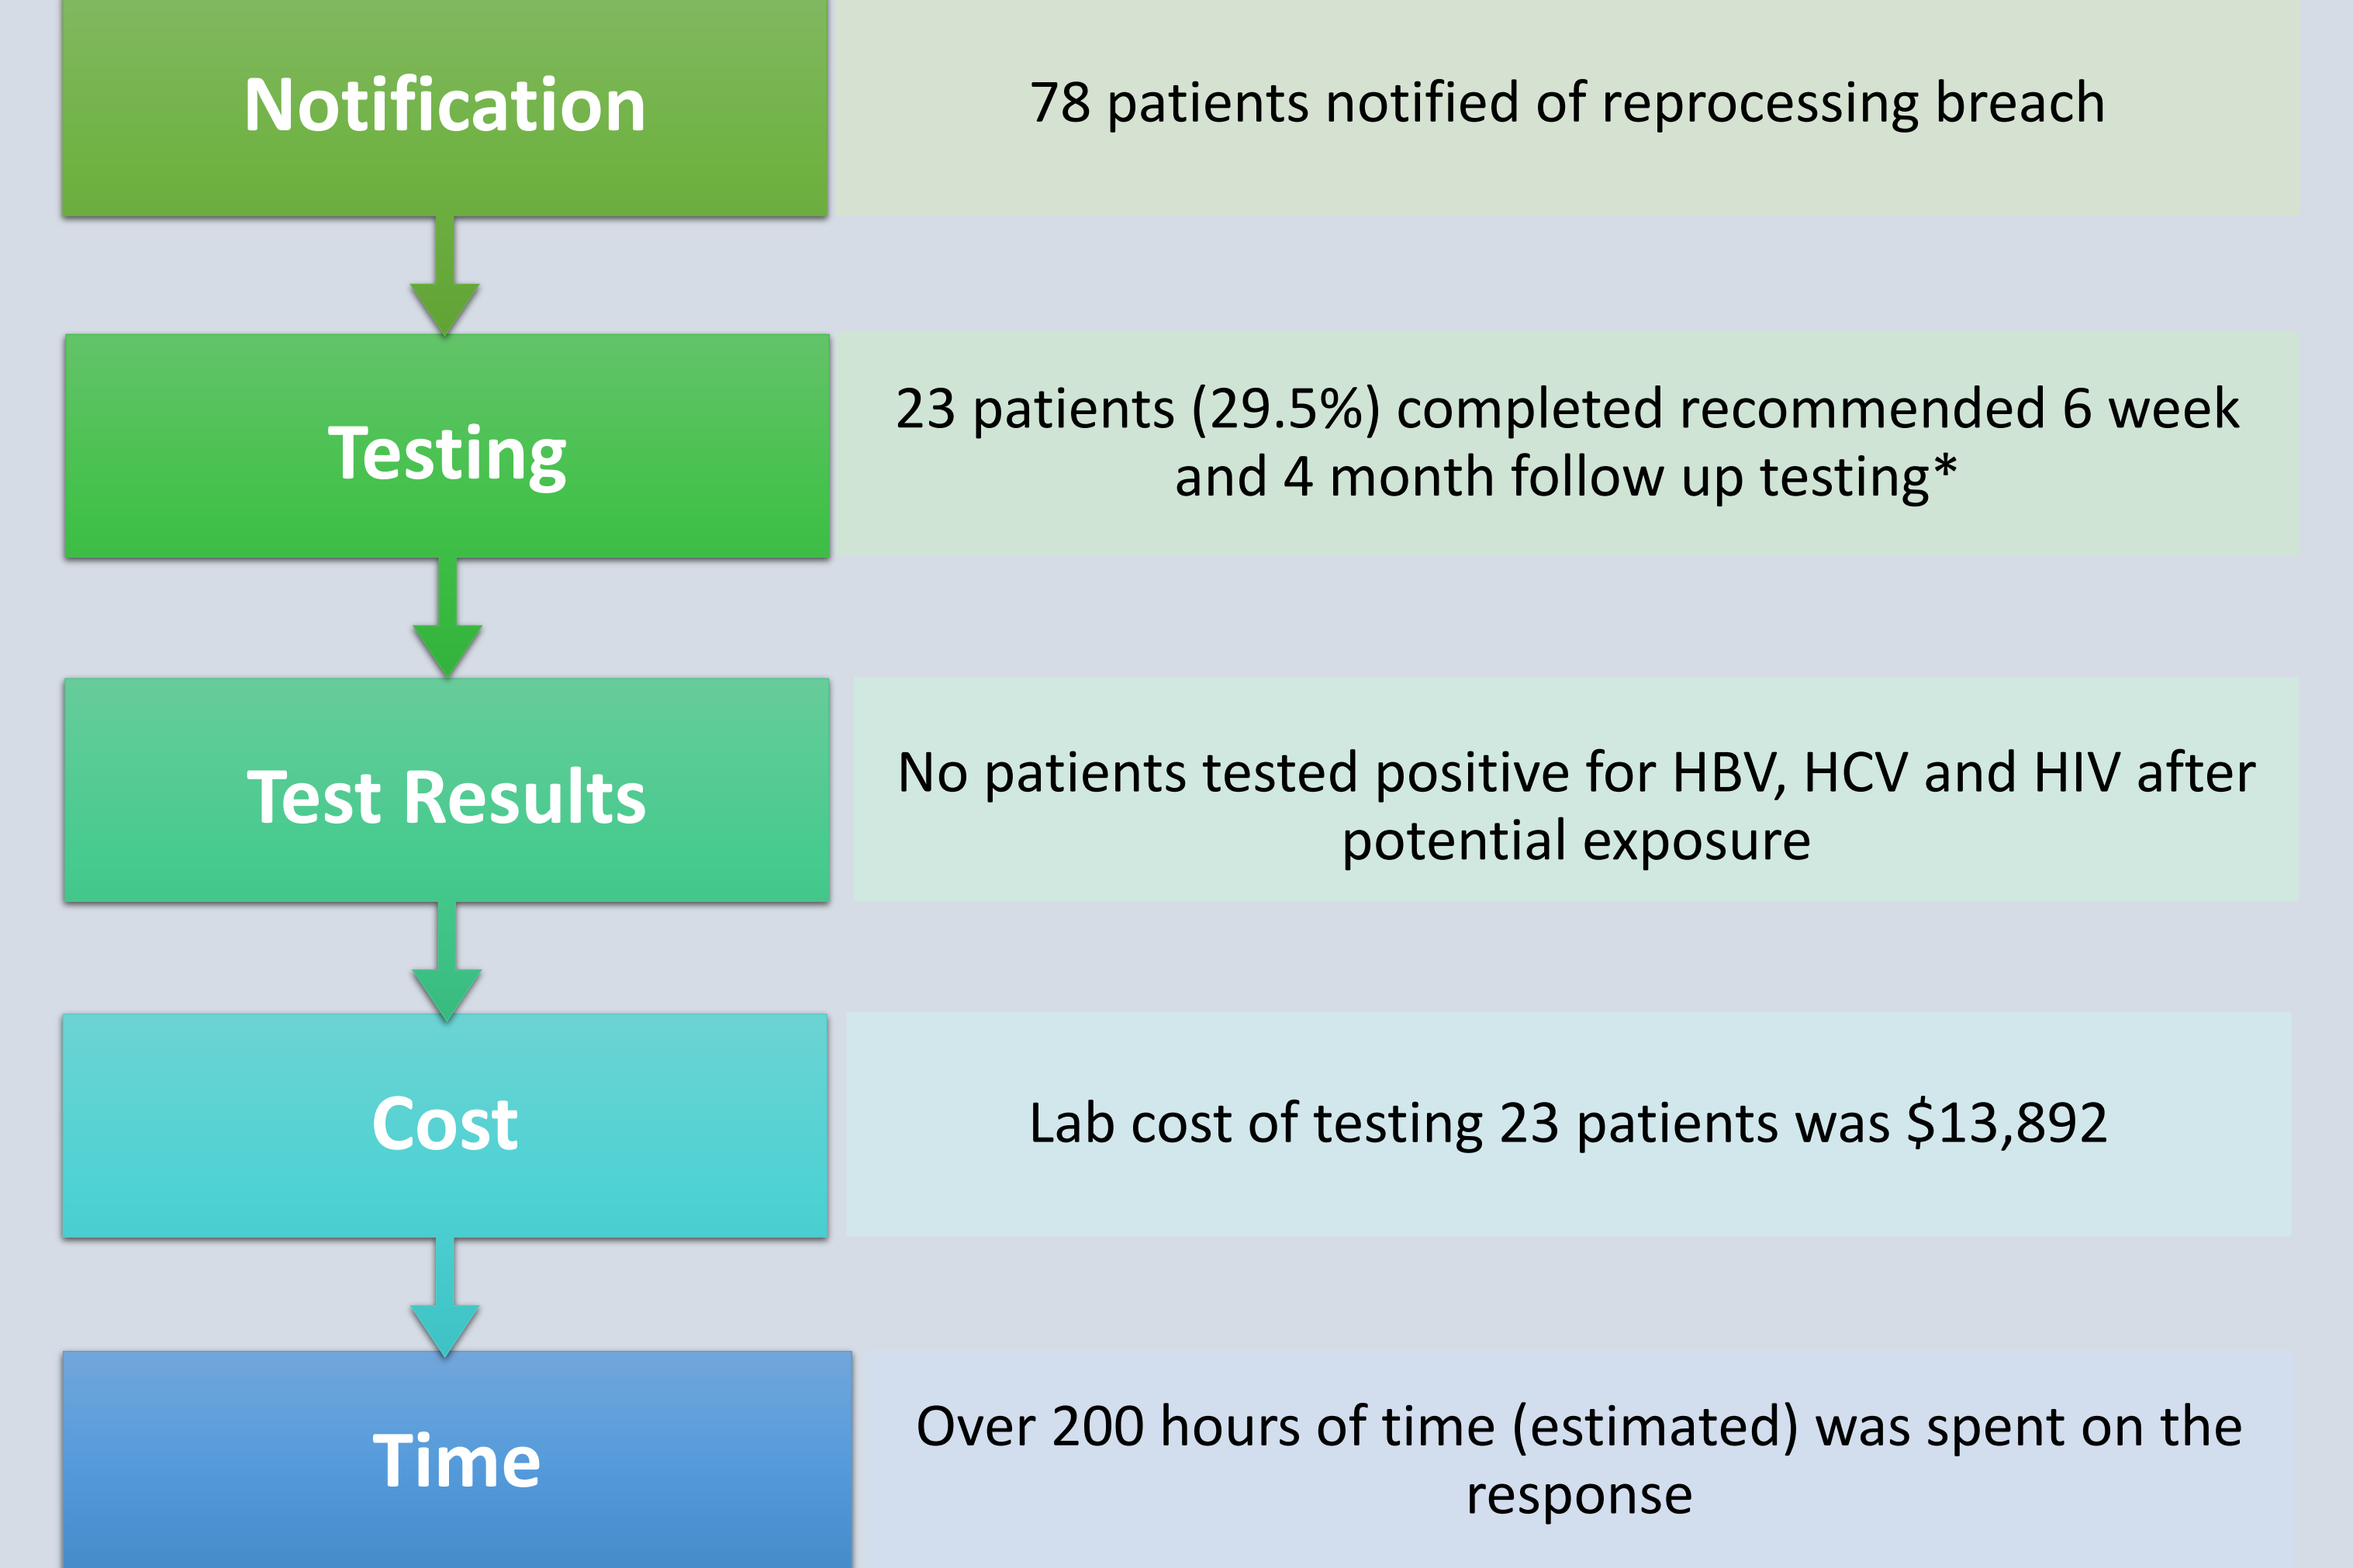 Notification
78 patients notified of reprocessing breach
Testing
23 patients (29.5%) completed recommended 6 week
and 4 month follow up testing*
Test Results
No patients tested positive for HBV, HCV and HIV after
potential exposure
Cost
Lab cost of testing 23 patients was $13,892
Time
Over 200 hours of time (estimated) was spent on the
response